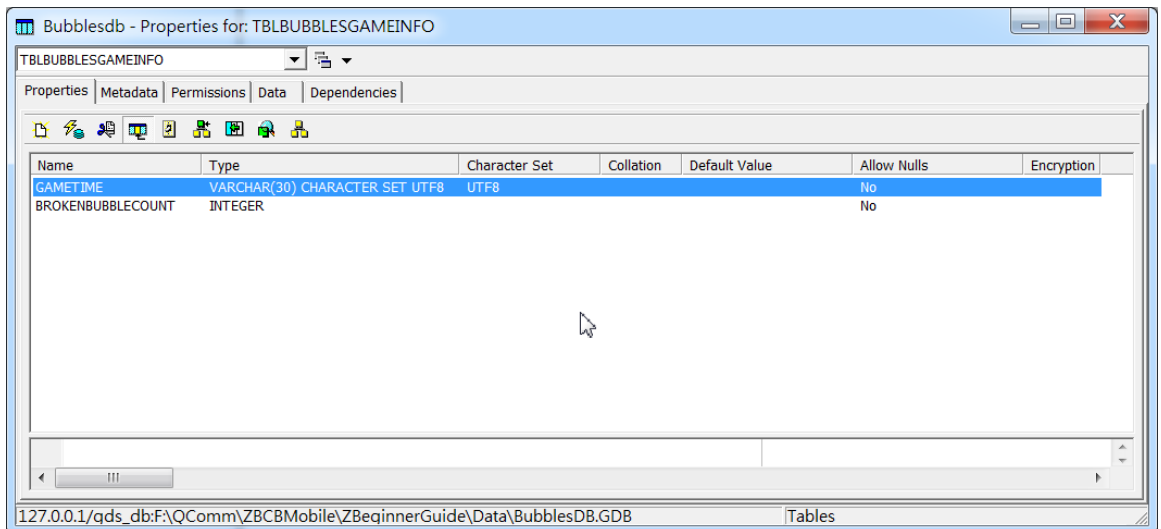 Bubblesdb - Properties for: TBLBUBBLESGAMEINFO
TBLBUBBLESGAMEINFO
Properties Metadata Permissions Data Dependencies
Name Type Character Set Collation Default Value Allow Nulls Encryption
GAMETIME VARCHAR(30) CHARACTER SET UTF8 UTF8 No
BROKENBUBBLECOUNT INTEGER No
127.0.0.1/gds_db:F:\QComm\ZBCBMobile\ZBeginnerGuide\Data\BubblesDB.GDB Tables